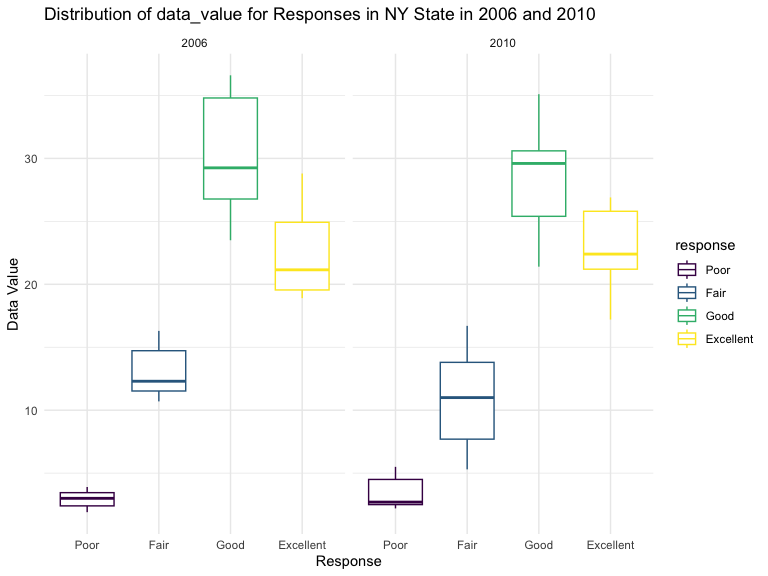 Distribution of data_value for Responses in NY State in 2006 and 2010
2006
2010
Data Value
30
20
10
Poor
Fair
Good
Excellent
Poor
Fair
Good
Excellent
Response
response
Poor
Fair
Good
Excellent